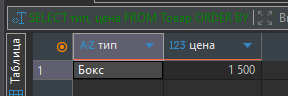 SELECT тип, цена FROM Товар ORDER BY
Таблица
A-Z тип 123 цена
1 Бокс 1 500